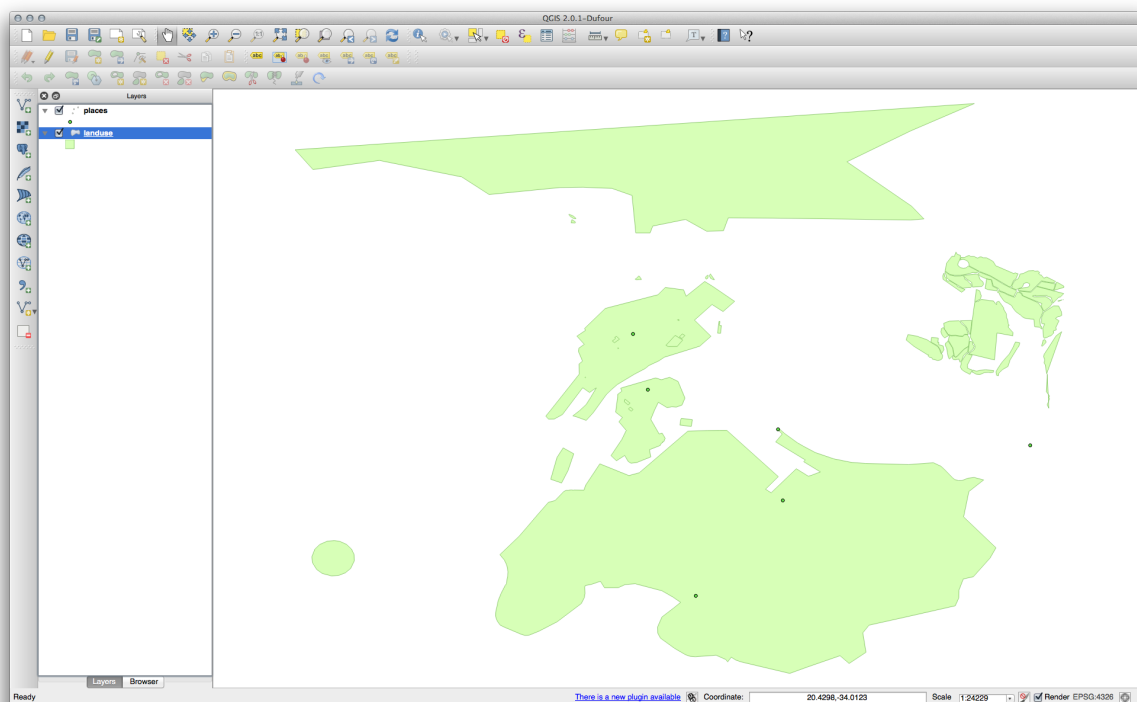 QGIS 2.0.1-Dufour
Layers
places
landuse
Layers
Browser
Ready
There is a new plugin available
Coordinate:
20.4298,-34.0123
Scale
1:24229
Render
EPSG:4326